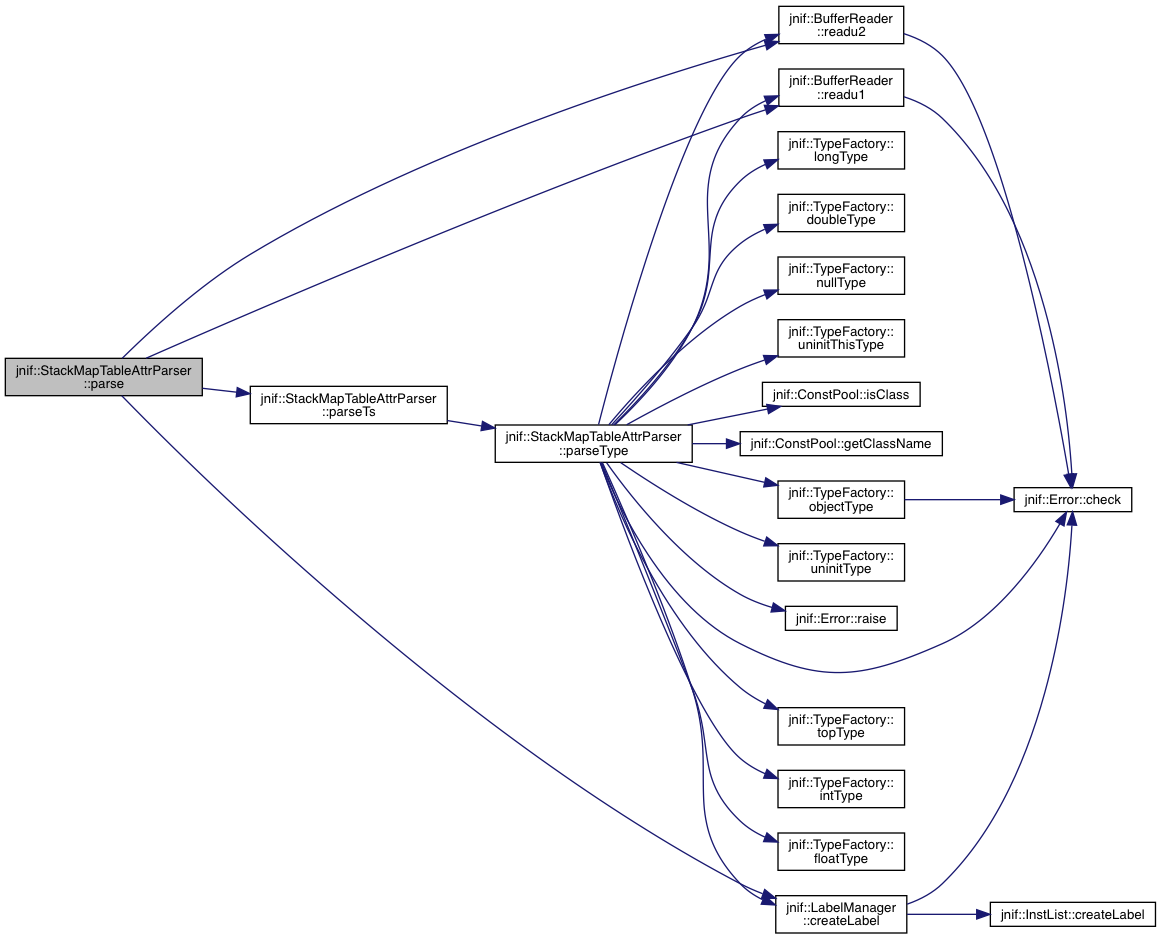 jnif::StackMapTableAttrParser
::parse
jnif::StackMapTableAttrParser
::parseTs
jnif::StackMapTableAttrParser
::parseType
jnif::BufferReader
::readu2
jnif::BufferReader
::readu1
jnif::TypeFactory::
longType
jnif::TypeFactory::
doubleType
jnif::TypeFactory::
nullType
jnif::TypeFactory::
uninitThisType
jnif::ConstPool::isClass
jnif::ConstPool::getClassName
jnif::TypeFactory::
objectType
jnif::TypeFactory::
uninitType
jnif::Error::raise
jnif::TypeFactory::
topType
jnif::TypeFactory::
intType
jnif::TypeFactory::
floatType
jnif::LabelManager
::createLabel
jnif::Error::check
jnif::InstList::createLabel